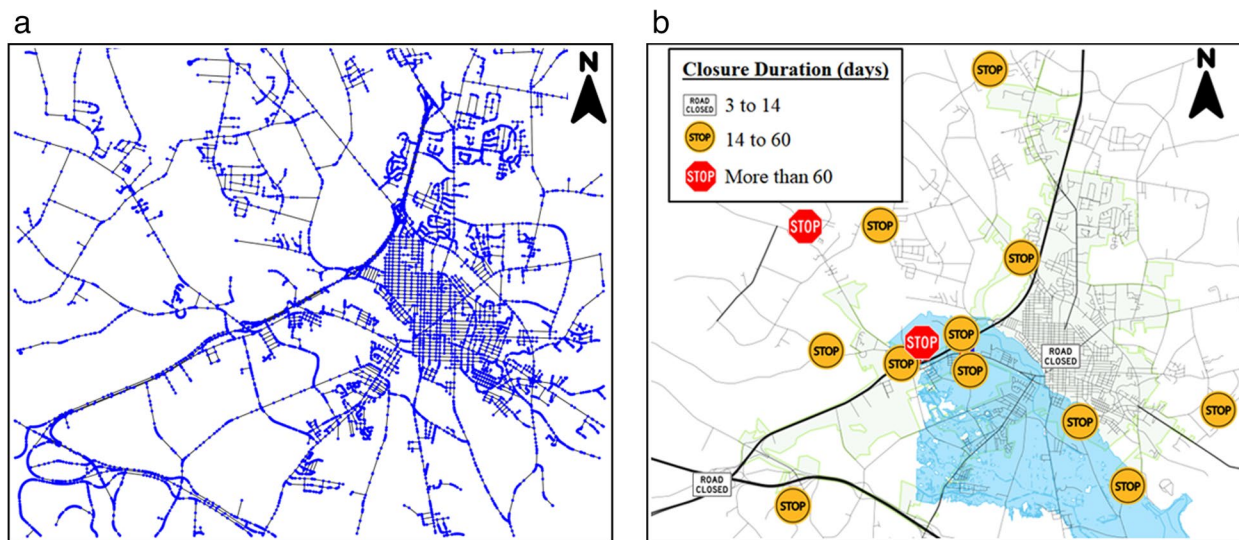 a
b
N
N
STOP
Closure Duration (days)
ROAD
CLOSED
3 to 14
STOP
14 to 60
STOP
More than 60
STOP
STOP
STOP
STOP
STOP
STOP
ROAD
CLOSED
STOP
STOP
STOP
STOP
STOP
ROAD
CLOSED
STOP
STOP